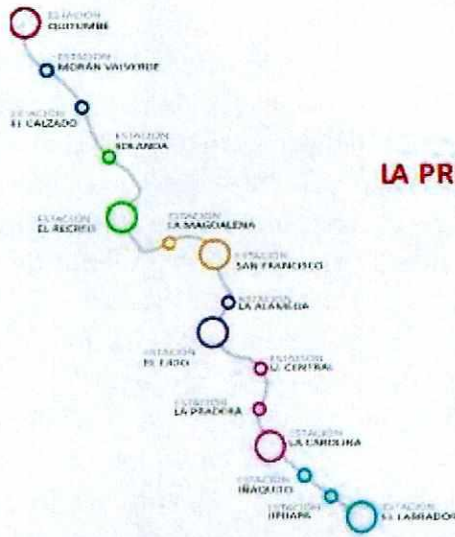 ESTACIÓN
QUITUMBE
ESTACIÓN
MORÁN VALVERDE
ESTACIÓN
EL CALZADO
ESTACIÓN
SOLANDA
ESTACIÓN
EL RECREO
ESTACIÓN
LA MAGDALENA
ESTACIÓN
SAN FRANCISCO
ESTACIÓN
LA ALAMEDA
ESTACIÓN
EL EJIDO
ESTACIÓN
U. CENTRAL
ESTACIÓN
LA PRADERA
ESTACIÓN
LA CAROLINA
ESTACIÓN
IÑAQUITO
ESTACIÓN
JIPIJAPA
ESTACIÓN
EL LABRADOR
LA PR